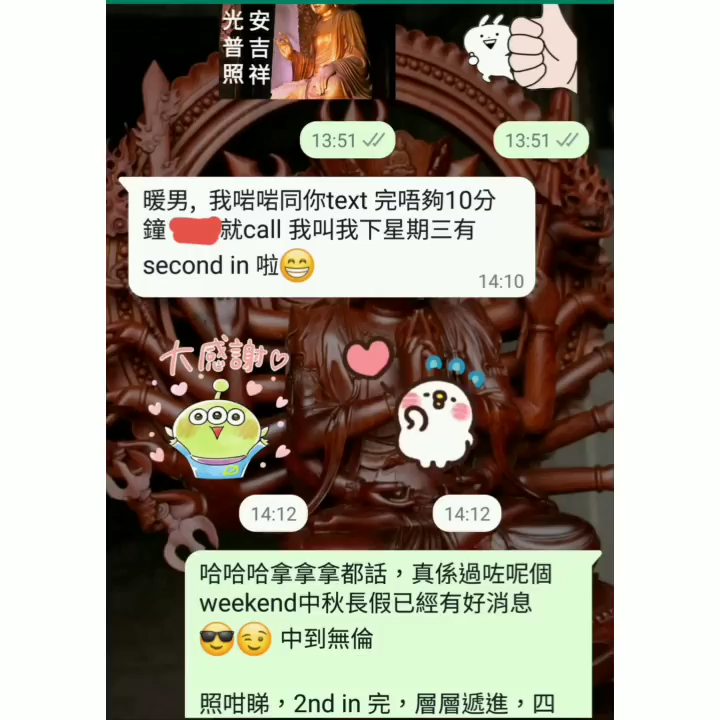 光 安
普 吉
照 祥
13:51
13:51
暖男, 我啱啱同你text 完唔夠10分
鐘 就call 我叫我下星期三有
second in 啦😁
14:10
大感謝♡
14:12
14:12
哈哈哈拿拿拿都話，真係過咗呢個
weekend中秋長假已經有好消息
😎😉 中到無倫
照咁睇，2nd in 完，層層遞進，四